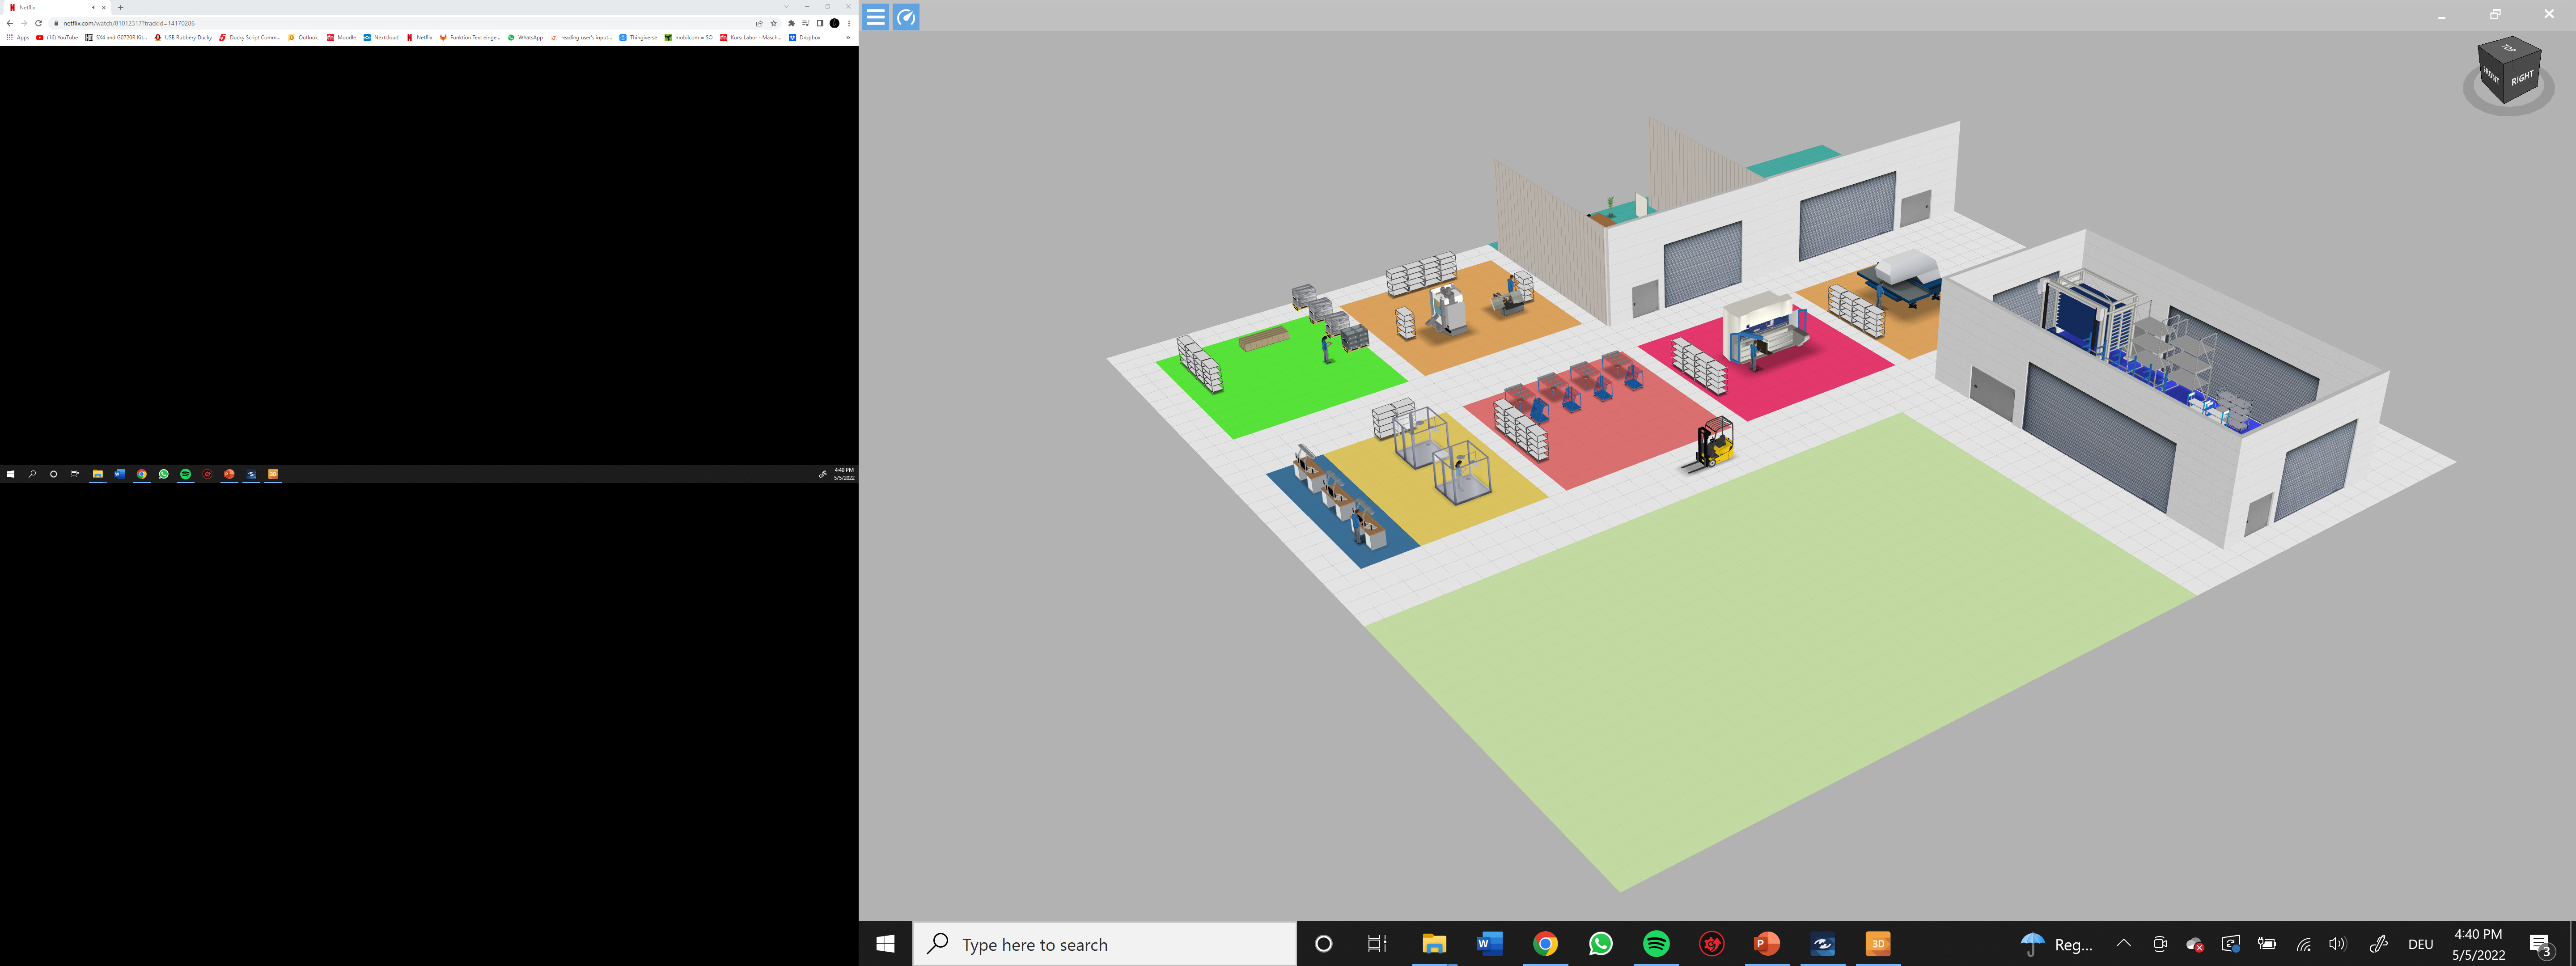 Netflix
netflix.com/watch/81012317?trackId=14170286
Apps (16) YouTube SX4 and G0720R Kit... USB Rubbery Ducky Ducky Script Comm... Outlook Moodle Nextcloud Netflix Funktion Test einge... WhatsApp reading user's input... Thingiverse mobilcom = SO Kurs: Labor - Masch... Dropbox »
4:40 PM
5/5/2022
TOP
FRONT RIGHT
Type here to search
W
P
3D
Reg...
DEU
4:40 PM
5/5/2022
3